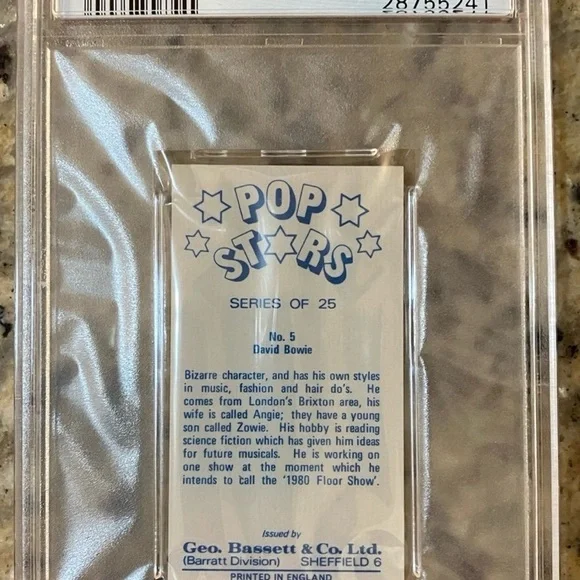 28755241
POP
STARS
SERIES OF 25
No. 5
David Bowie
Bizarre character, and has his own styles
in music, fashion and hair do's. He
comes from London's Brixton area, his
wife is called Angie; they have a young
son called Zowie. His hobby is reading
science fiction which has given him ideas
for future musicals. He is working on
one show at the moment which he
intends to call the '1980 Floor Show'.
Issued by
Geo. Bassett & Co. Ltd.
(Barratt Division) SHEFFIELD 6
PRINTED IN ENGLAND